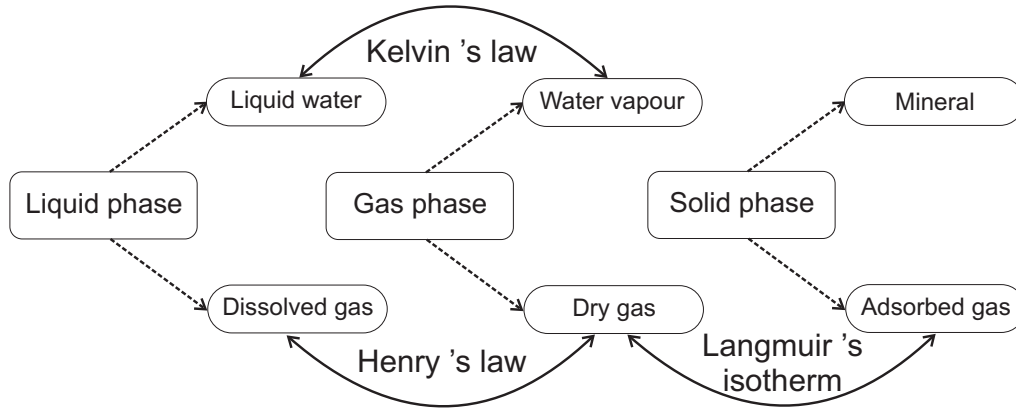 Kelvin 's law
Liquid water
Water vapour
Mineral
Liquid phase
Gas phase
Solid phase
Dissolved gas
Dry gas
Adsorbed gas
Henry 's law
Langmuir 's
isotherm